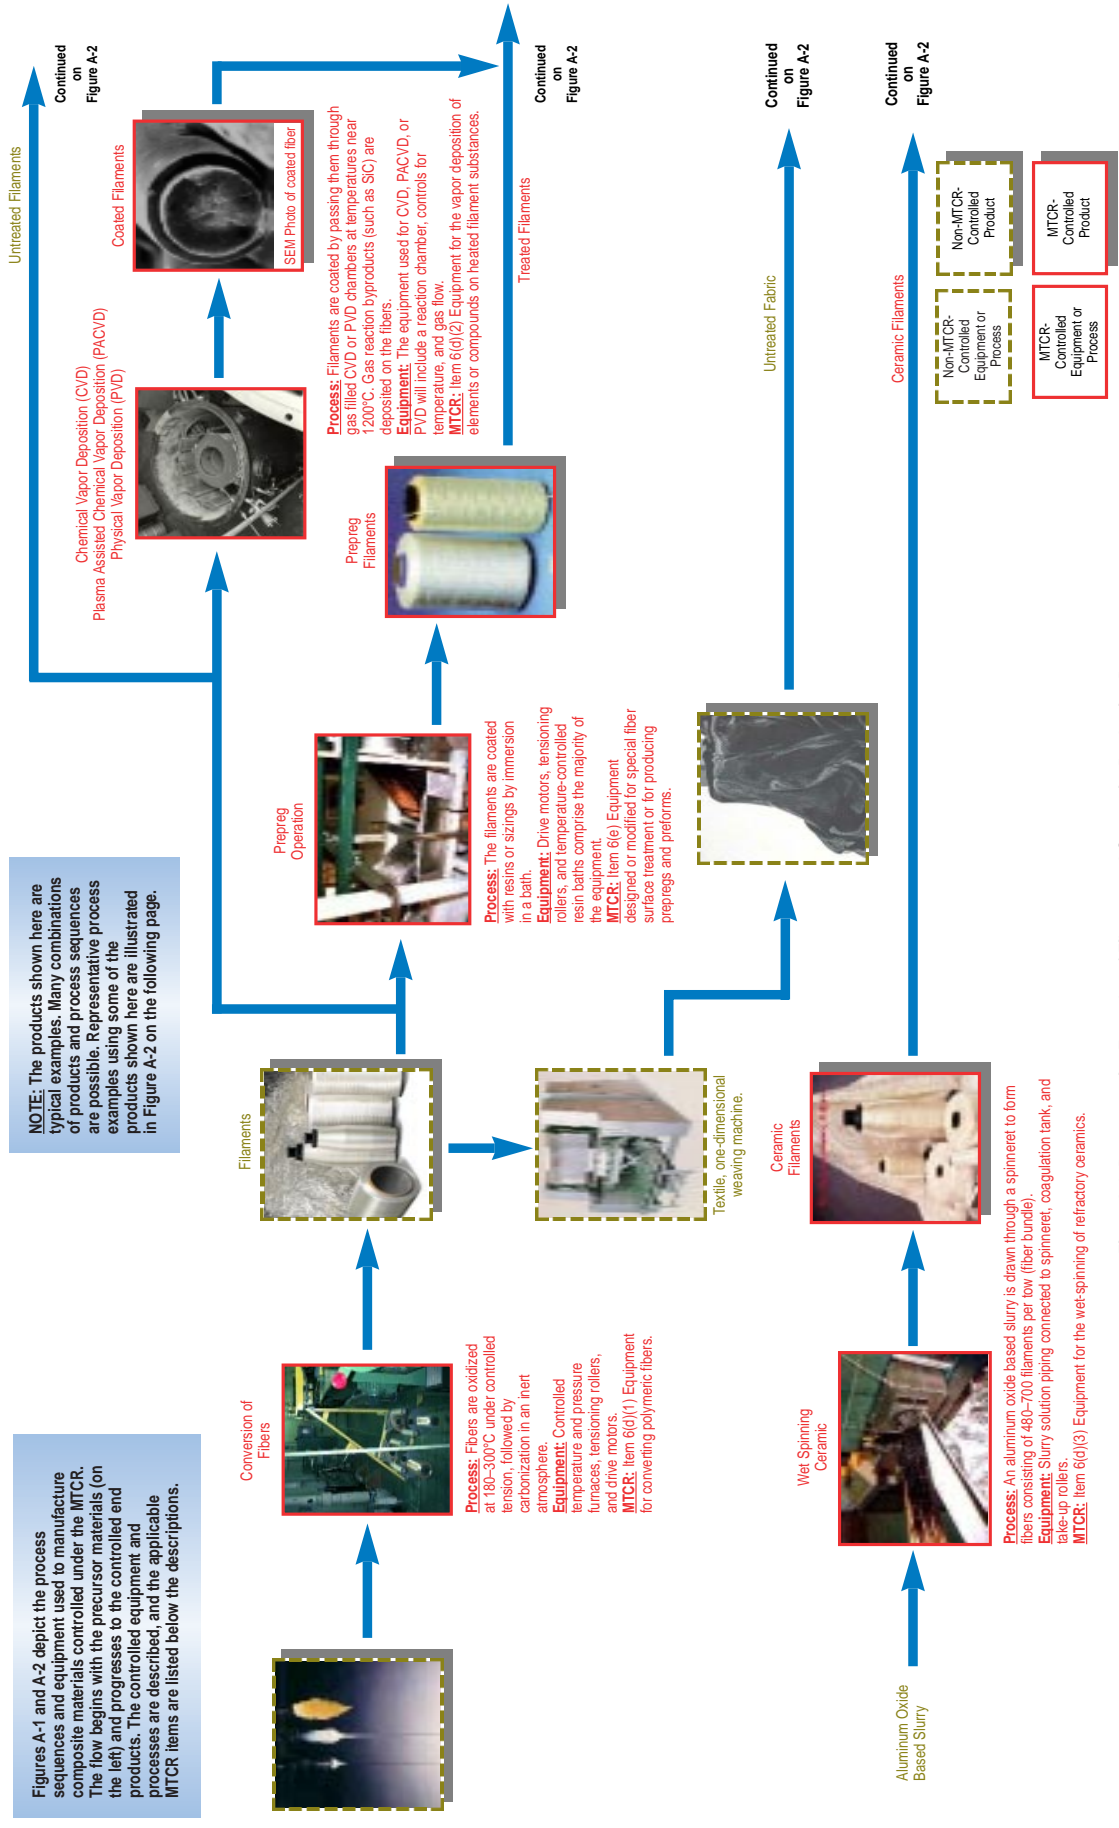 Figures A-1 and A-2 depict the process
sequences and equipment used to manufacture
composite materials controlled under the MTCR.
The flow begins with the precursor materials (on
the left) and progresses to the controlled end
products. The controlled equipment and
processes are described, and the applicable
MTCR items are listed below the descriptions.
NOTE: The products shown here are
typical examples. Many combinations
of products and process sequences
are possible. Representative process
examples using some of the
products shown here are illustrated
in Figure A-2 on the following page.
Untreated Filaments
Continued
on
Figure A-2
Chemical Vapor Deposition (CVD)
Plasma Assisted Chemical Vapor Deposition (PACVD)
Physical Vapor Deposition (PVD)
Coated Filaments
SEM Photo of coated fiber
Process: Filaments are coated by passing them through
gas filled CVD or PVD chambers at temperatures near
1200°C. Gas reaction byproducts (such as SiC) are
deposited on the fibers.
Equipment: The equipment used for CVD, PACVD, or
PVD will include a reaction chamber, controls for
temperature, and gas flow.
MTCR: Item 6(d)(2) Equipment for the vapor deposition of
elements or compounds on heated filament substances.
Conversion of
Fibers
Process: Fibers are oxidized
at 180–300°C under controlled
tension, followed by
carbonization in an inert
atmosphere.
Equipment: Controlled
temperature and pressure
furnaces, tensioning rollers,
and drive motors.
MTCR: Item 6(d)(1) Equipment
for converting polymeric fibers.
Filaments
Prepreg
Operation
Process: The filaments are coated
with resins or sizings by immersion
in a bath.
Equipment: Drive motors, tensioning
rollers, and temperature-controlled
resin baths comprise the majority of
the equipment.
MTCR: Item 6(e) Equipment
designed or modified for special fiber
surface treatment or for producing
prepregs and preforms.
Prepreg
Filaments
Treated Filaments
Continued
on
Figure A-2
Textile, one-dimensional
weaving machine.
Untreated Fabric
Continued
on
Figure A-2
Aluminum Oxide
Based Slurry
Wet Spinning
Ceramic
Process: An aluminum oxide based slurry is drawn through a spinneret to form
fibers consisting of 480–700 filaments per tow (fiber bundle).
Equipment: Slurry solution piping connected to spinneret, coagulation tank, and
take-up rollers.
MTCR: Item 6(d)(3) Equipment for the wet-spinning of refractory ceramics.
Ceramic
Filaments
Ceramic Filaments
Continued
on
Figure A-2
Non-MTCR-
Controlled
Equipment or
Process
Non-MTCR-
Controlled
Product
MTCR-
Controlled
Equipment or
Process
MTCR-
Controlled
Product